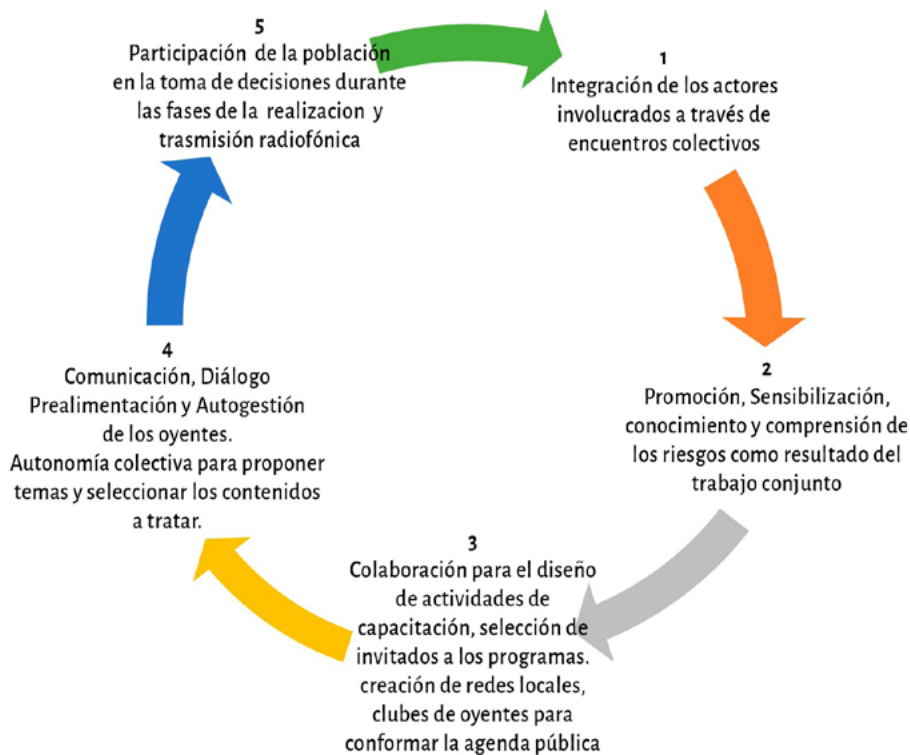 5
Participación de la población
en la toma de decisiones durante
las fases de la realizacion y
trasmisión radiofónica
1
Integración de los actores
involucrados a través de
encuentros colectivos
2
Promoción, Sensibilización,
conocimiento y comprensión de
los riesgos como resultado del
trabajo conjunto
3
Colaboración para el diseño
de actividades de
capacitación, selección de
invitados a los programas.
creación de redes locales,
clubes de oyentes para
conformar la agenda pública
4
Comunicación, Diálogo
Prealimentación y Autogestión
de los oyentes.
Autonomía colectiva para proponer
temas y seleccionar los contenidos
a tratar.